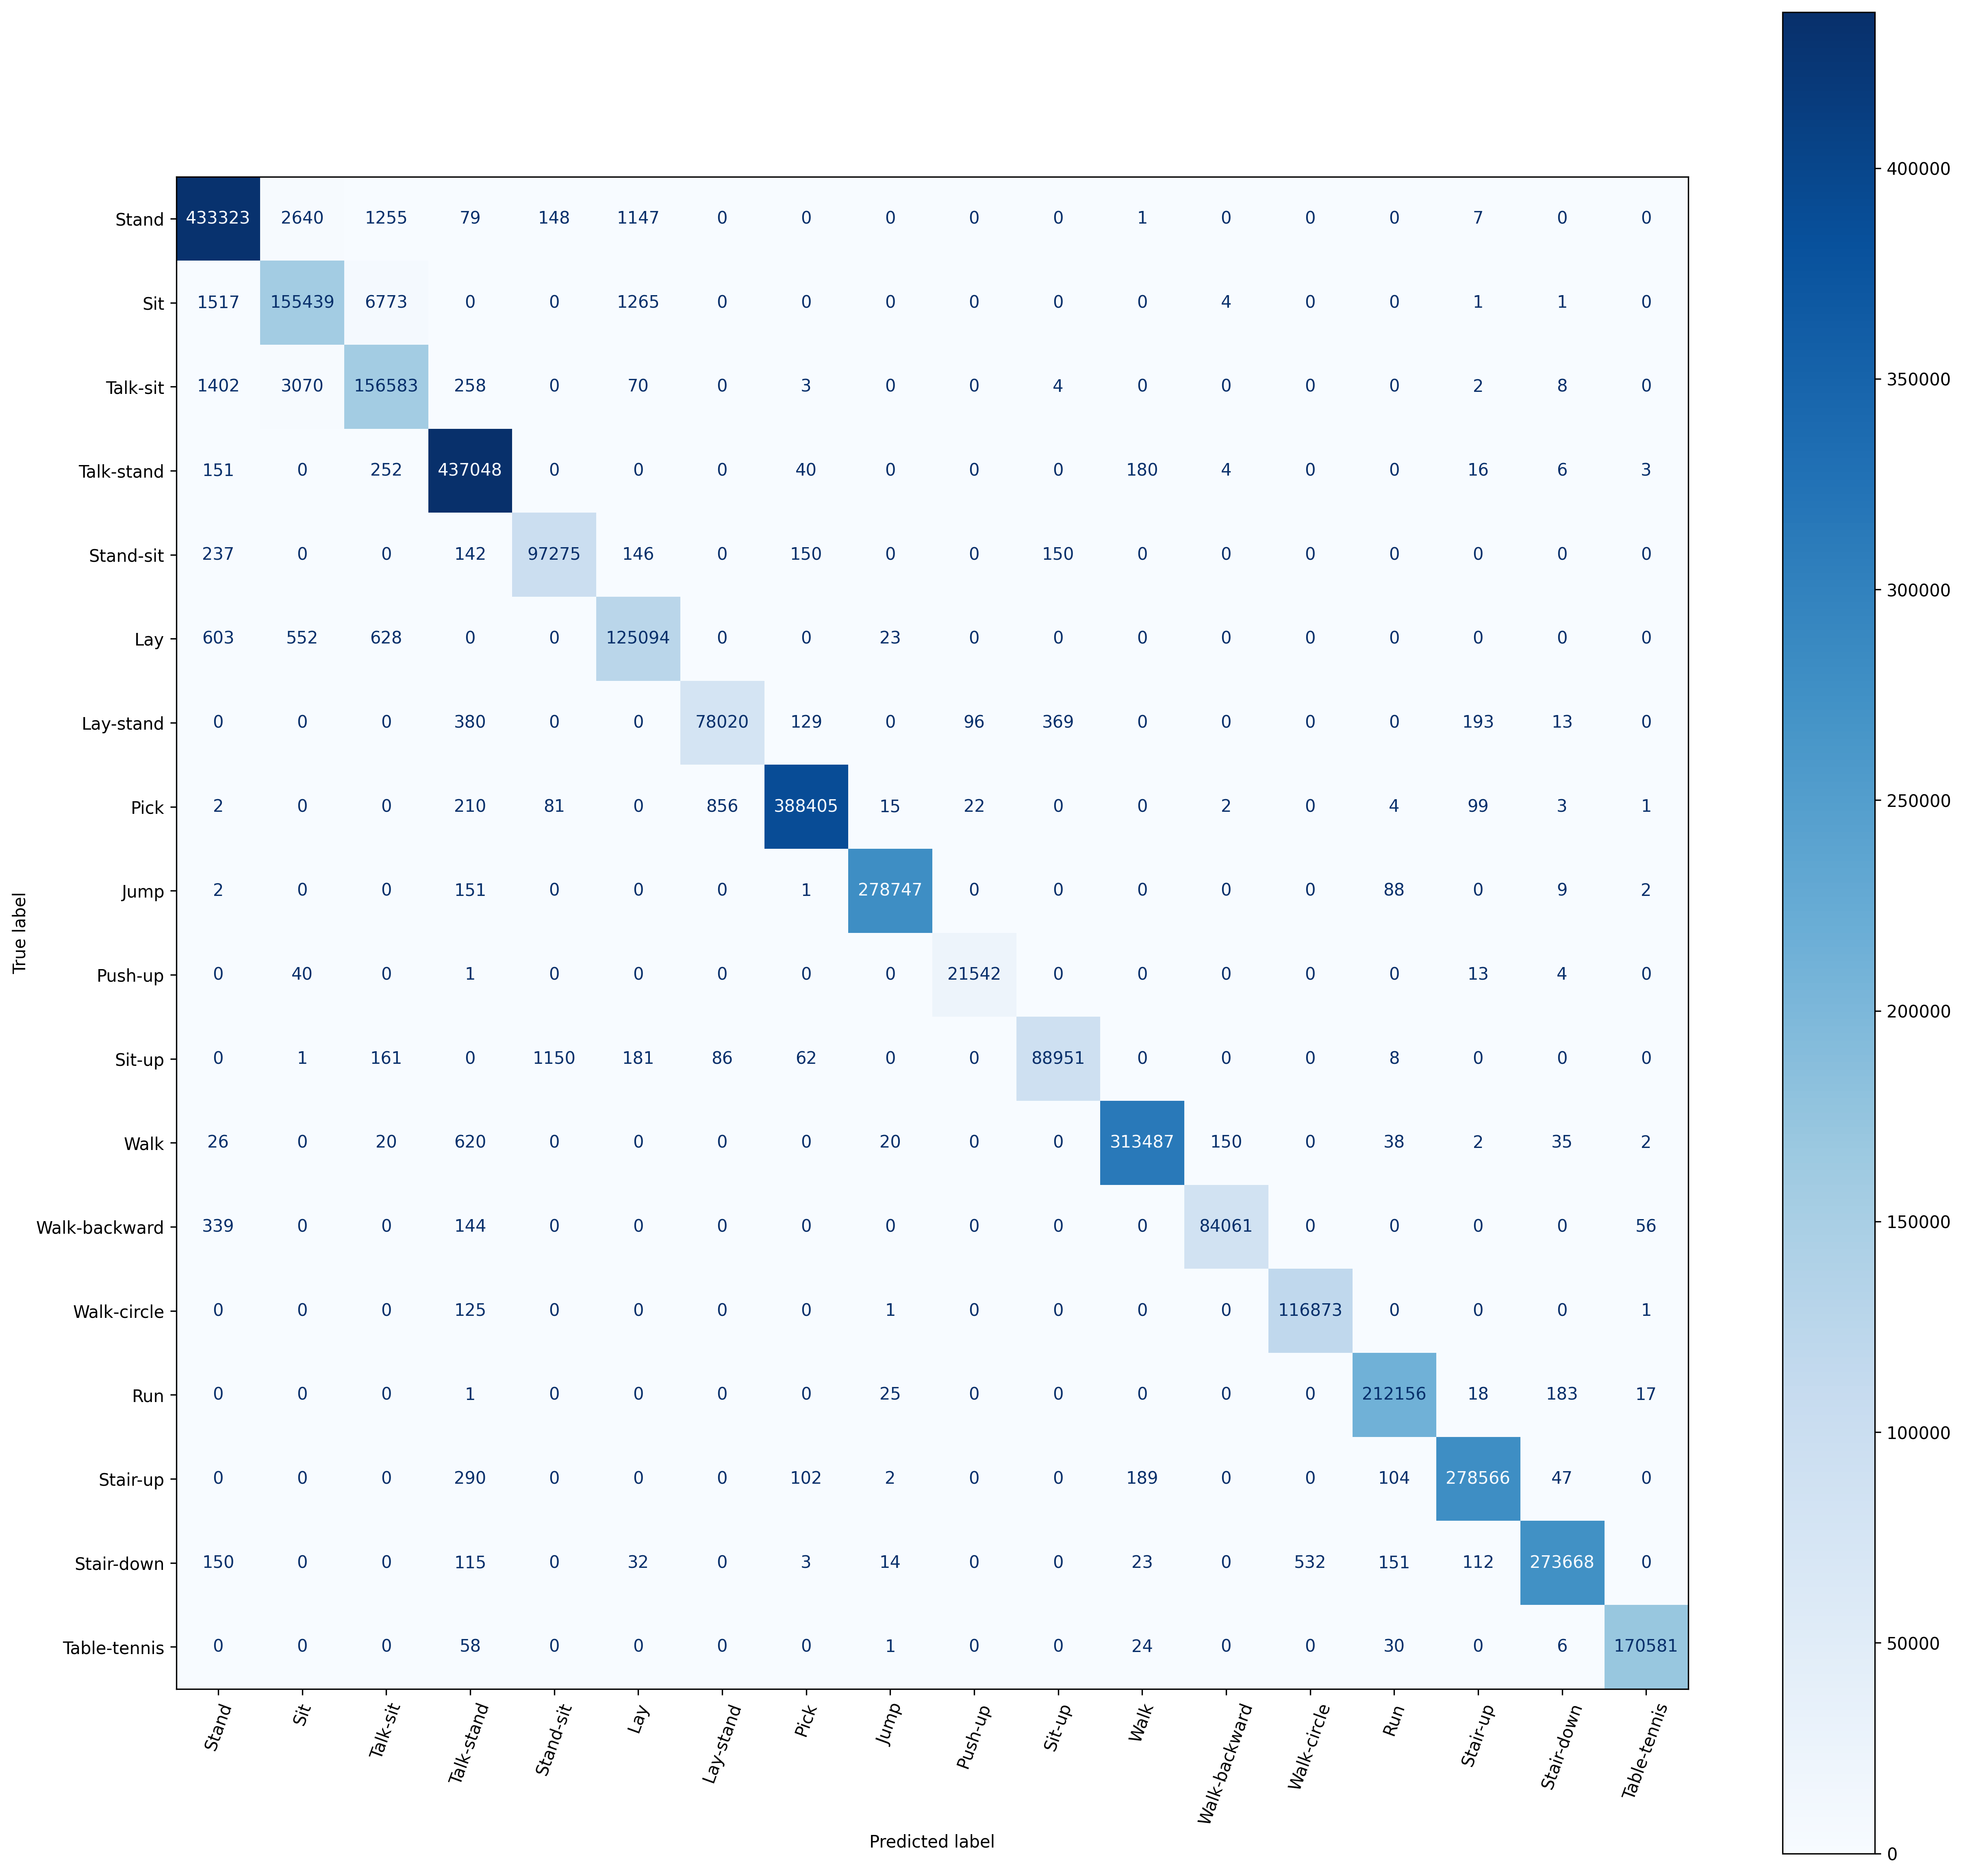 400000
Stand 433323 2640 1255 79 148 1147 0 0 0 0 0 1 0 0 0 7 0 0
Sit 1517 155439 6773 0 0 1265 0 0 0 0 0 0 4 0 0 1 1 0
350000
Talk-sit 1402 3070 156583 258 0 70 0 3 0 0 4 0 0 0 0 2 8 0
Talk-stand 151 0 252 437048 0 0 0 40 0 0 0 180 4 0 0 16 6 3
Stand-sit 237 0 0 142 97275 146 0 150 0 0 150 0 0 0 0 0 0 0
300000
Lay 603 552 628 0 0 125094 0 0 23 0 0 0 0 0 0 0 0 0
Lay-stand 0 0 0 380 0 0 78020 129 0 96 369 0 0 0 0 193 13 0
250000
Pick 2 0 0 210 81 0 856 388405 15 22 0 0 2 0 4 99 3 1
Jump 2 0 0 151 0 0 0 1 278747 0 0 0 0 0 88 0 9 2
True label
Push-up 0 40 0 1 0 0 0 0 0 21542 0 0 0 0 0 13 4 0
200000
Sit-up 0 1 161 0 1150 181 86 62 0 0 88951 0 0 0 8 0 0 0
Walk 26 0 20 620 0 0 0 0 20 0 0 313487 150 0 38 2 35 2
150000
Walk-backward 339 0 0 144 0 0 0 0 0 0 0 0 84061 0 0 0 0 56
Walk-circle 0 0 0 125 0 0 0 0 1 0 0 0 0 116873 0 0 0 1
Run 0 0 0 1 0 0 0 0 25 0 0 0 0 0 212156 18 183 17
100000
Stair-up 0 0 0 290 0 0 0 102 2 0 0 189 0 0 104 278566 47 0
Stair-down 150 0 0 115 0 32 0 3 14 0 0 23 0 532 151 112 273668 0
Table-tennis 0 0 0 58 0 0 0 0 1 0 0 24 0 0 30 0 6 170581
50000
Stand Sit Talk-sit Talk-stand Stand-sit Lay Lay-stand Pick Jump Push-up Sit-up Walk Walk-backward Walk-circle Run Stair-up Stair-down Table-tennis
Predicted label
0